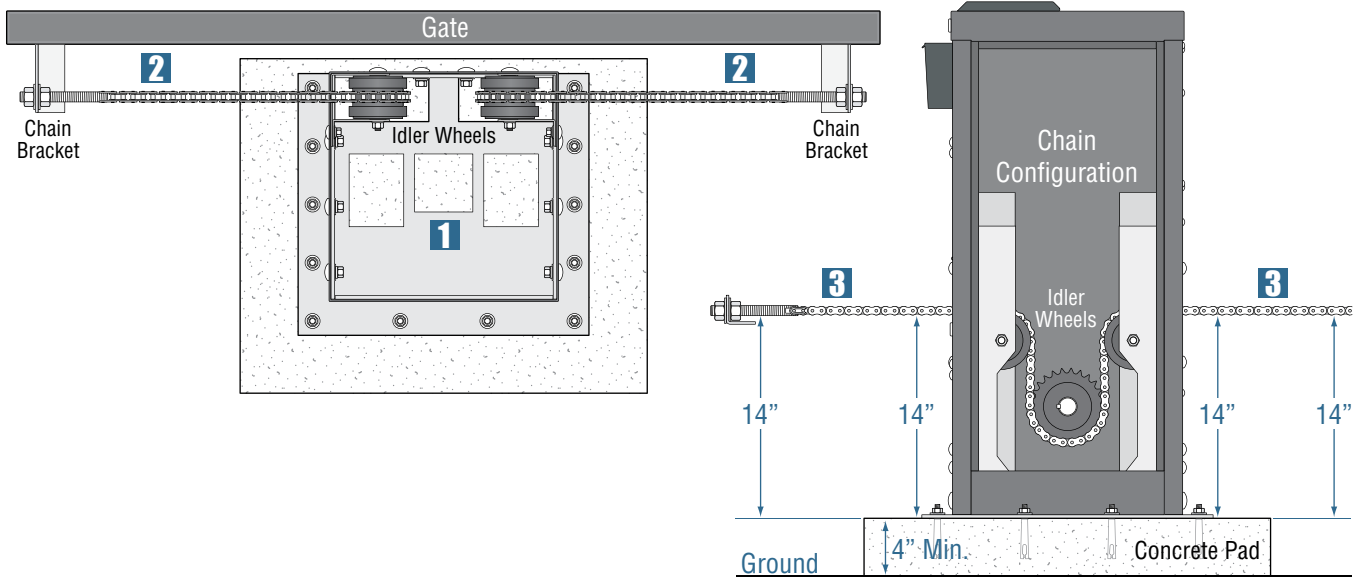 Gate
2
2
Chain
Bracket
Idler Wheels
Chain
Bracket
1
Chain
Configuration
3
Idler
Wheels
3
14”
14”
14”
14”
4” Min.
Concrete Pad
Ground